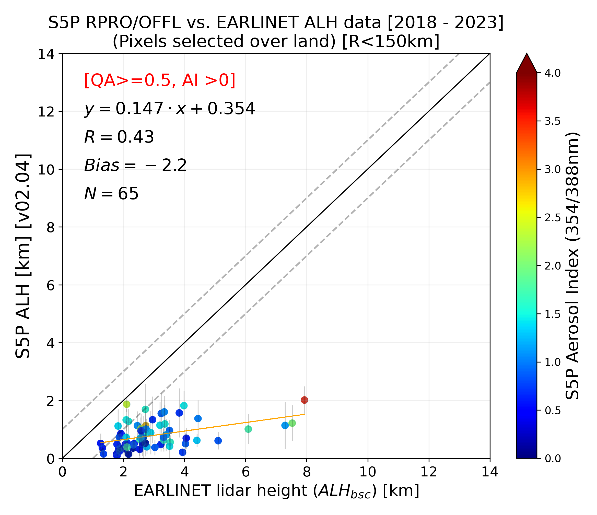 S5P RPRO/OFFL vs. EARLINET ALH data [2018 - 2023]
(Pixels selected over land) [R<150km]
[QA>=0.5, AI >0]
y = 0.147 · x + 0.354
R = 0.43
Bias = − 2.2
N = 65
S5P ALH [km] [v02.04]
14
12
10
8
6
4
2
0
0 2 4 6 8 10 12 14
EARLINET lidar height (ALH_bsc) [km]
4.0
3.5
3.0
2.5
2.0
1.5
1.0
0.5
0.0
S5P Aerosol Index (354/388nm)